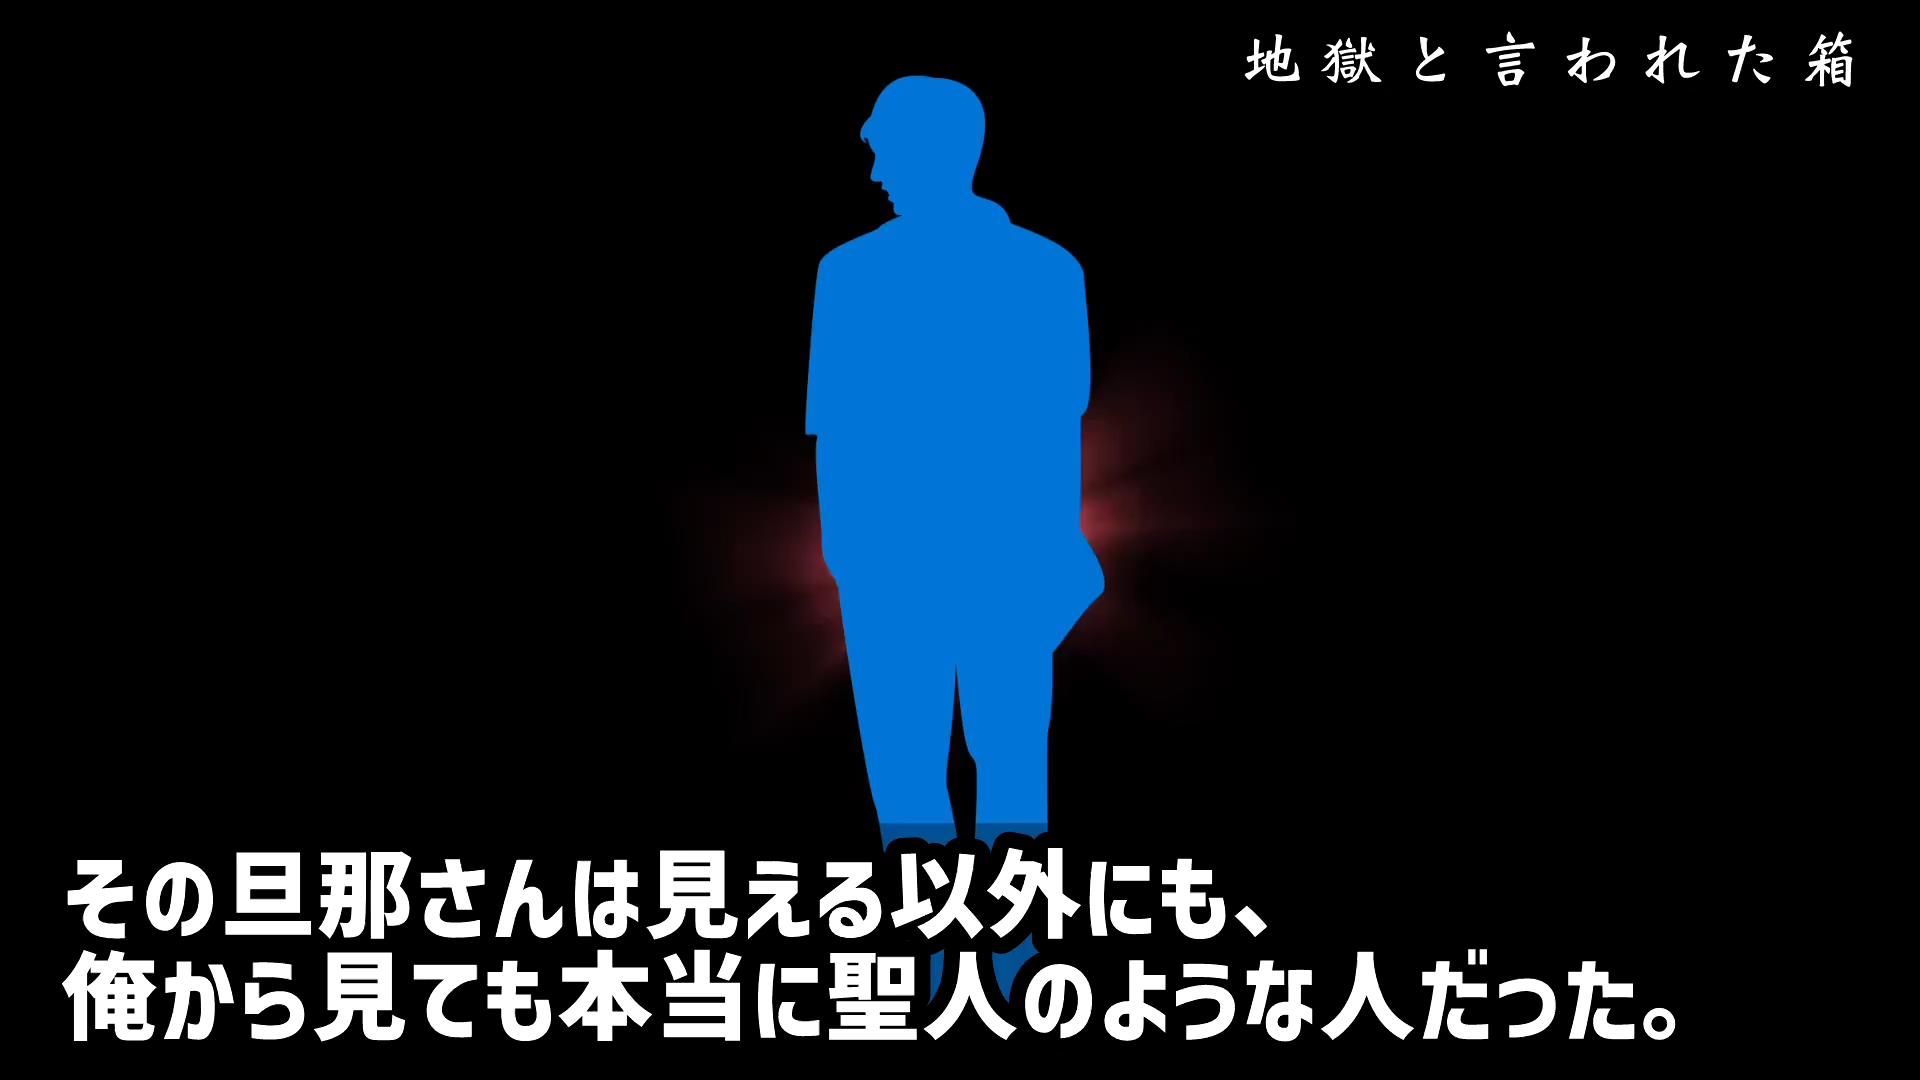 地獄と言われた箱
その旦那さんは見える以外にも、
俺から見ても本当に聖人のような人だった。